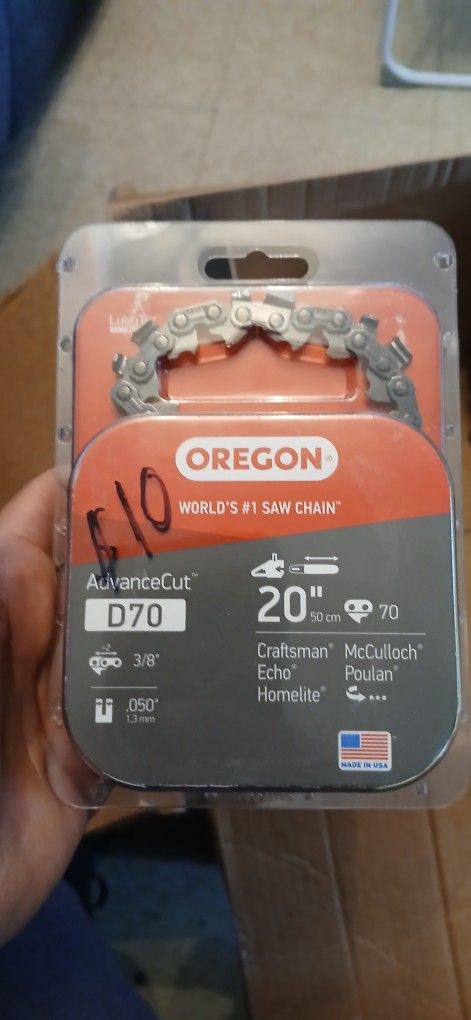 OREGON®
WORLD'S #1 SAW CHAIN™
AdvanceCut™
D70
÷2
3/8"
.050"
1,3 mm
20" 50 cm 70
Craftsman® McCulloch®
Echo® Poulan®
Homelite® ...
MADE IN USA